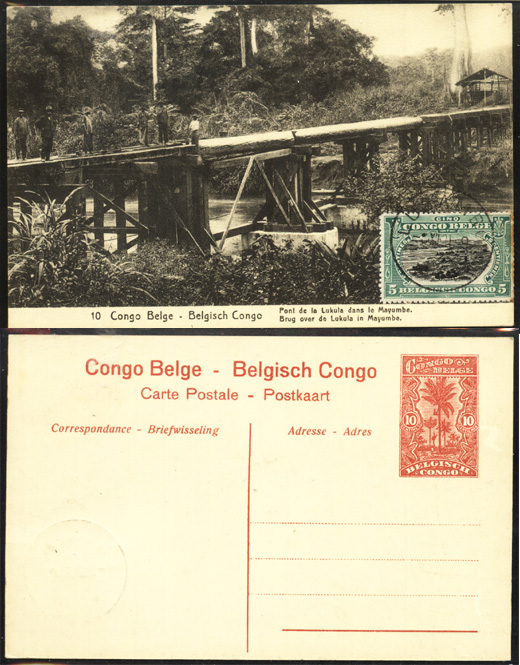 CINQ
CONGO BELGE
5 BELGISCH CONGO 5
10 Congo Belge - Belgisch Congo
Pont de la Lukula dans le Mayumbe.
Brug over de Lukula in Mayumbe.
Congo Belge - Belgisch Congo
Carte Postale - Postkaart
Correspondance - Briefwisseling
Adresse - Adres
CONGO
BELGE
10 10
BELGISCH
CONGO